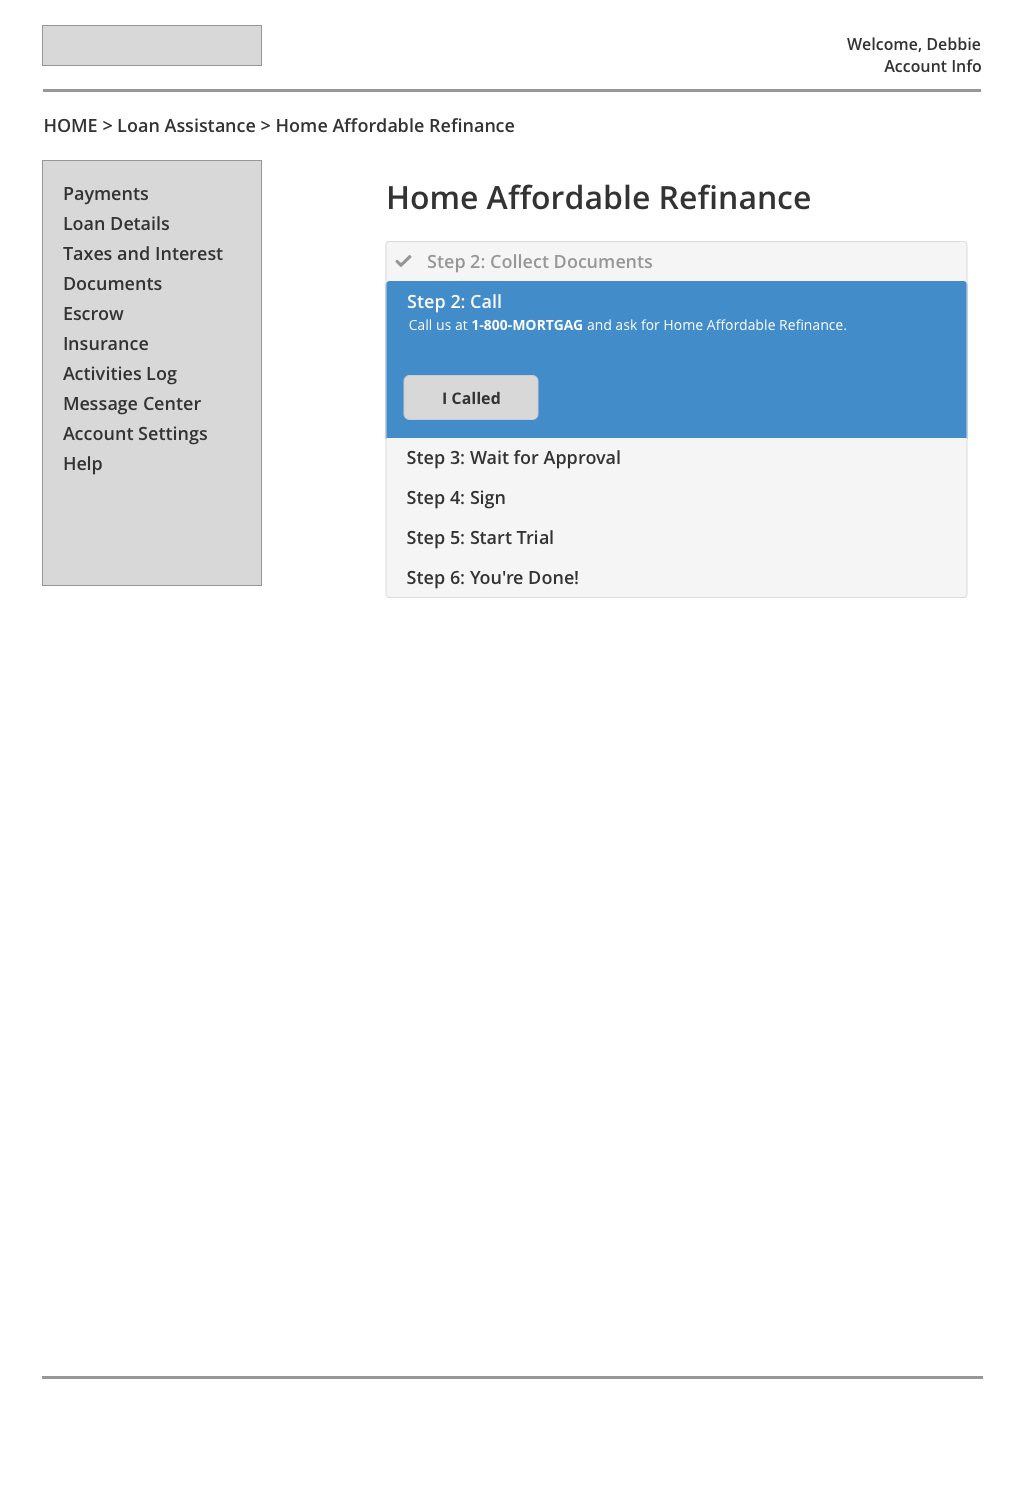 Welcome, Debbie
Account Info
HOME > Loan Assistance > Home Affordable Refinance
Payments
Loan Details
Taxes and Interest
Documents
Escrow
Insurance
Activities Log
Message Center
Account Settings
Help
Home Affordable Refinance
Step 2: Collect Documents
Step 2: Call
Call us at 1-800-MORTGAG and ask for Home Affordable Refinance.
I Called
Step 3: Wait for Approval
Step 4: Sign
Step 5: Start Trial
Step 6: You're Done!